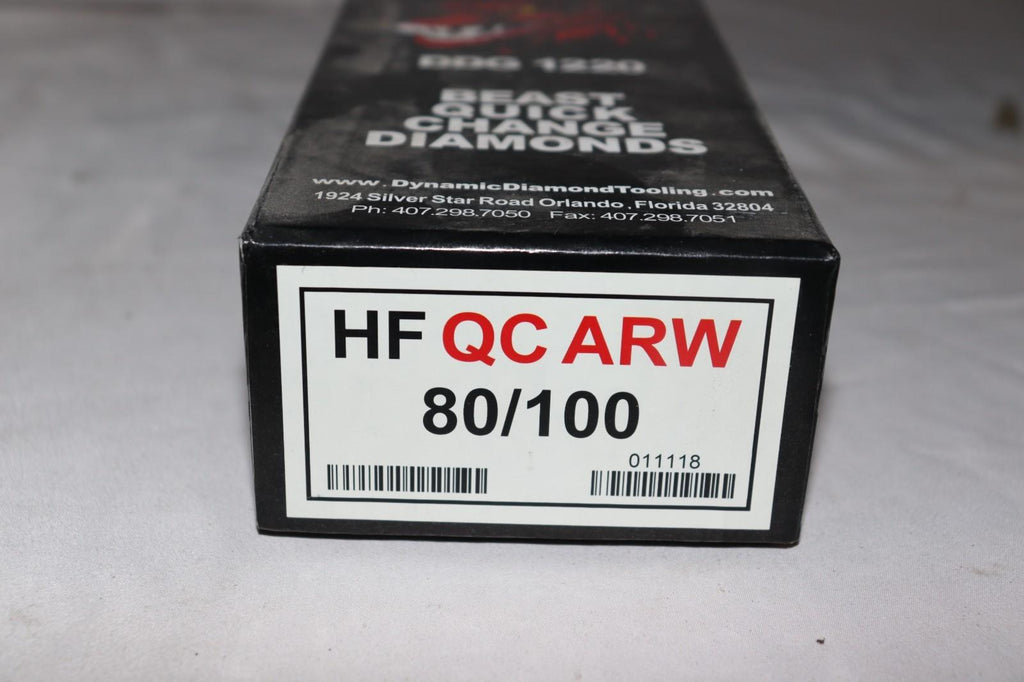 BDG 1220
BEAST
QUICK
CHANGE
DIAMONDS
www.DynamicDiamondTooling.com
1924 Silver Star Road Orlando, Florida 32804
Ph: 407.298.7050 Fax: 407.298.7051
HF QC ARW
80/100
011118